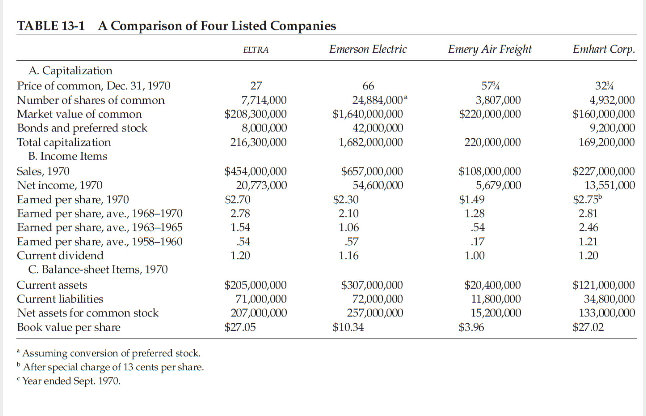 TABLE 13-1 A Comparison of Four Listed Companies
ELTRA Emerson Electric Emery Air Freight Emhart Corp.
A. Capitalization
Price of common, Dec. 31, 1970 27 66 57¾ 32¾
Number of shares of common 7,714,000 24,884,000ᵃ 3,807,000 4,932,000
Market value of common $208,300,000 $1,640,000,000 $220,000,000 $160,000,000
Bonds and preferred stock 8,000,000 42,000,000 9,200,000
Total capitalization 216,300,000 1,682,000,000 220,000,000 169,200,000
B. Income Items
Sales, 1970 $454,000,000 $657,000,000 $108,000,000 $227,000,000
Net income, 1970 20,773,000 54,600,000 5,679,000 13,551,000
Earned per share, 1970 $2.70 $2.30 $1.49 $2.75ᵇ
Earned per share, ave., 1968–1970 2.78 2.10 1.28 2.81
Earned per share, ave., 1963–1965 1.54 1.06 .54 2.46
Earned per share, ave., 1958–1960 .54 .57 .17 1.21
Current dividend 1.20 1.16 1.00 1.20
C. Balance-sheet Items, 1970
Current assets $205,000,000 $307,000,000 $20,400,000 $121,000,000
Current liabilities 71,000,000 72,000,000 11,800,000 34,800,000
Net assets for common stock 207,000,000 257,000,000 15,200,000 133,000,000
Book value per share $27.05 $10.34 $3.96 $27.02
ᵃ Assuming conversion of preferred stock.
ᵇ After special charge of 13 cents per share.
ᶜ Year ended Sept. 1970.